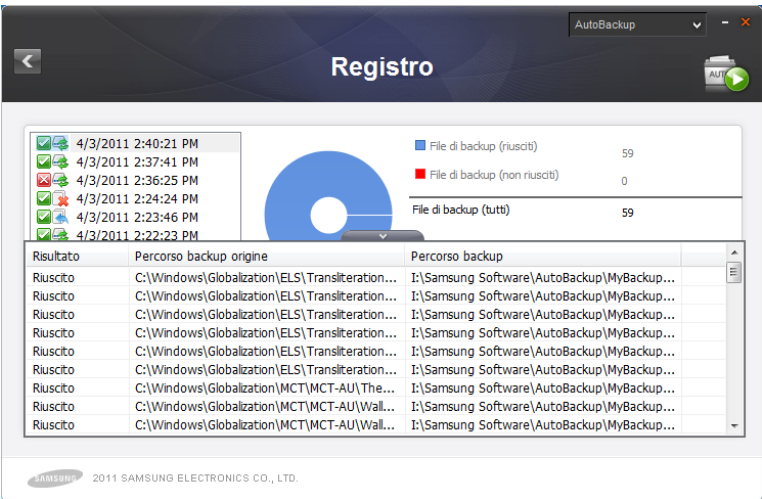 AutoBackup
Registro
AUTO
4/3/2011 2:40:21 PM
4/3/2011 2:37:41 PM
4/3/2011 2:36:25 PM
4/3/2011 2:24:24 PM
4/3/2011 2:23:46 PM
4/3/2011 2:22:23 PM
File di backup (riusciti) 59
File di backup (non riusciti) 0
File di backup (tutti) 59
Risultato Percorso backup origine Percorso backup
Riuscito C:\Windows\Globalization\ELS\Transliteration... I:\Samsung Software\AutoBackup\MyBackup...
Riuscito C:\Windows\Globalization\ELS\Transliteration... I:\Samsung Software\AutoBackup\MyBackup...
Riuscito C:\Windows\Globalization\ELS\Transliteration... I:\Samsung Software\AutoBackup\MyBackup...
Riuscito C:\Windows\Globalization\ELS\Transliteration... I:\Samsung Software\AutoBackup\MyBackup...
Riuscito C:\Windows\Globalization\ELS\Transliteration... I:\Samsung Software\AutoBackup\MyBackup...
Riuscito C:\Windows\Globalization\ELS\Transliteration... I:\Samsung Software\AutoBackup\MyBackup...
Riuscito C:\Windows\Globalization\MCT\MCT-AU\The... I:\Samsung Software\AutoBackup\MyBackup...
Riuscito C:\Windows\Globalization\MCT\MCT-AU\Wall... I:\Samsung Software\AutoBackup\MyBackup...
Riuscito C:\Windows\Globalization\MCT\MCT-AU\Wall... I:\Samsung Software\AutoBackup\MyBackup...
SAMSUNG 2011 SAMSUNG ELECTRONICS CO., LTD.